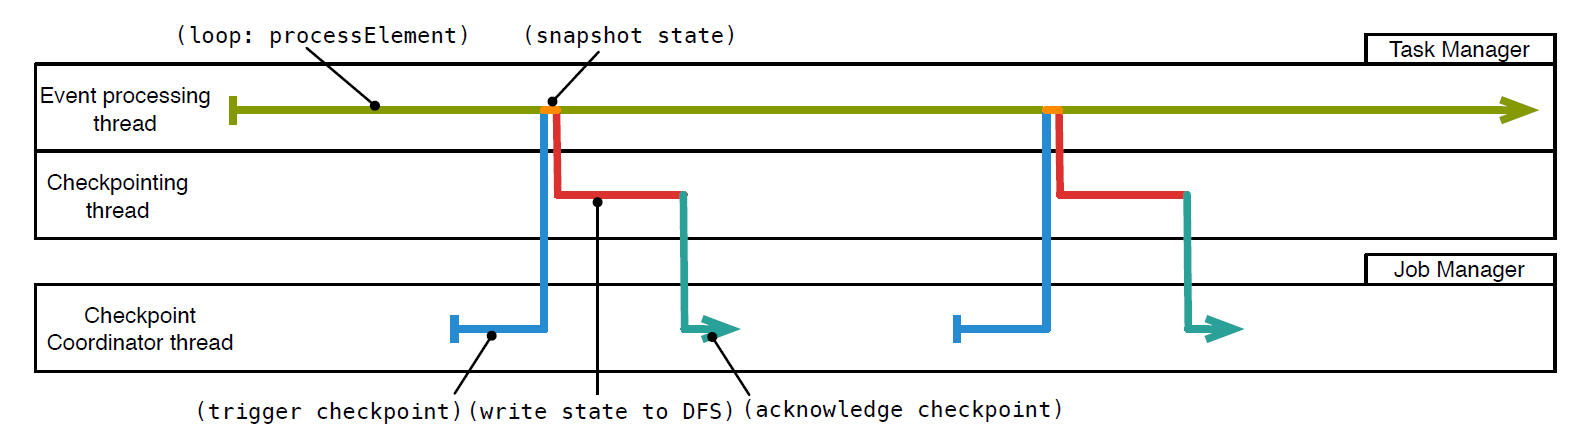 (loop: processElement) (snapshot state)
Task Manager
Event processing
thread
Checkpointing
thread
Job Manager
Checkpoint
Coordinator thread
(trigger checkpoint) (write state to DFS) (acknowledge checkpoint)